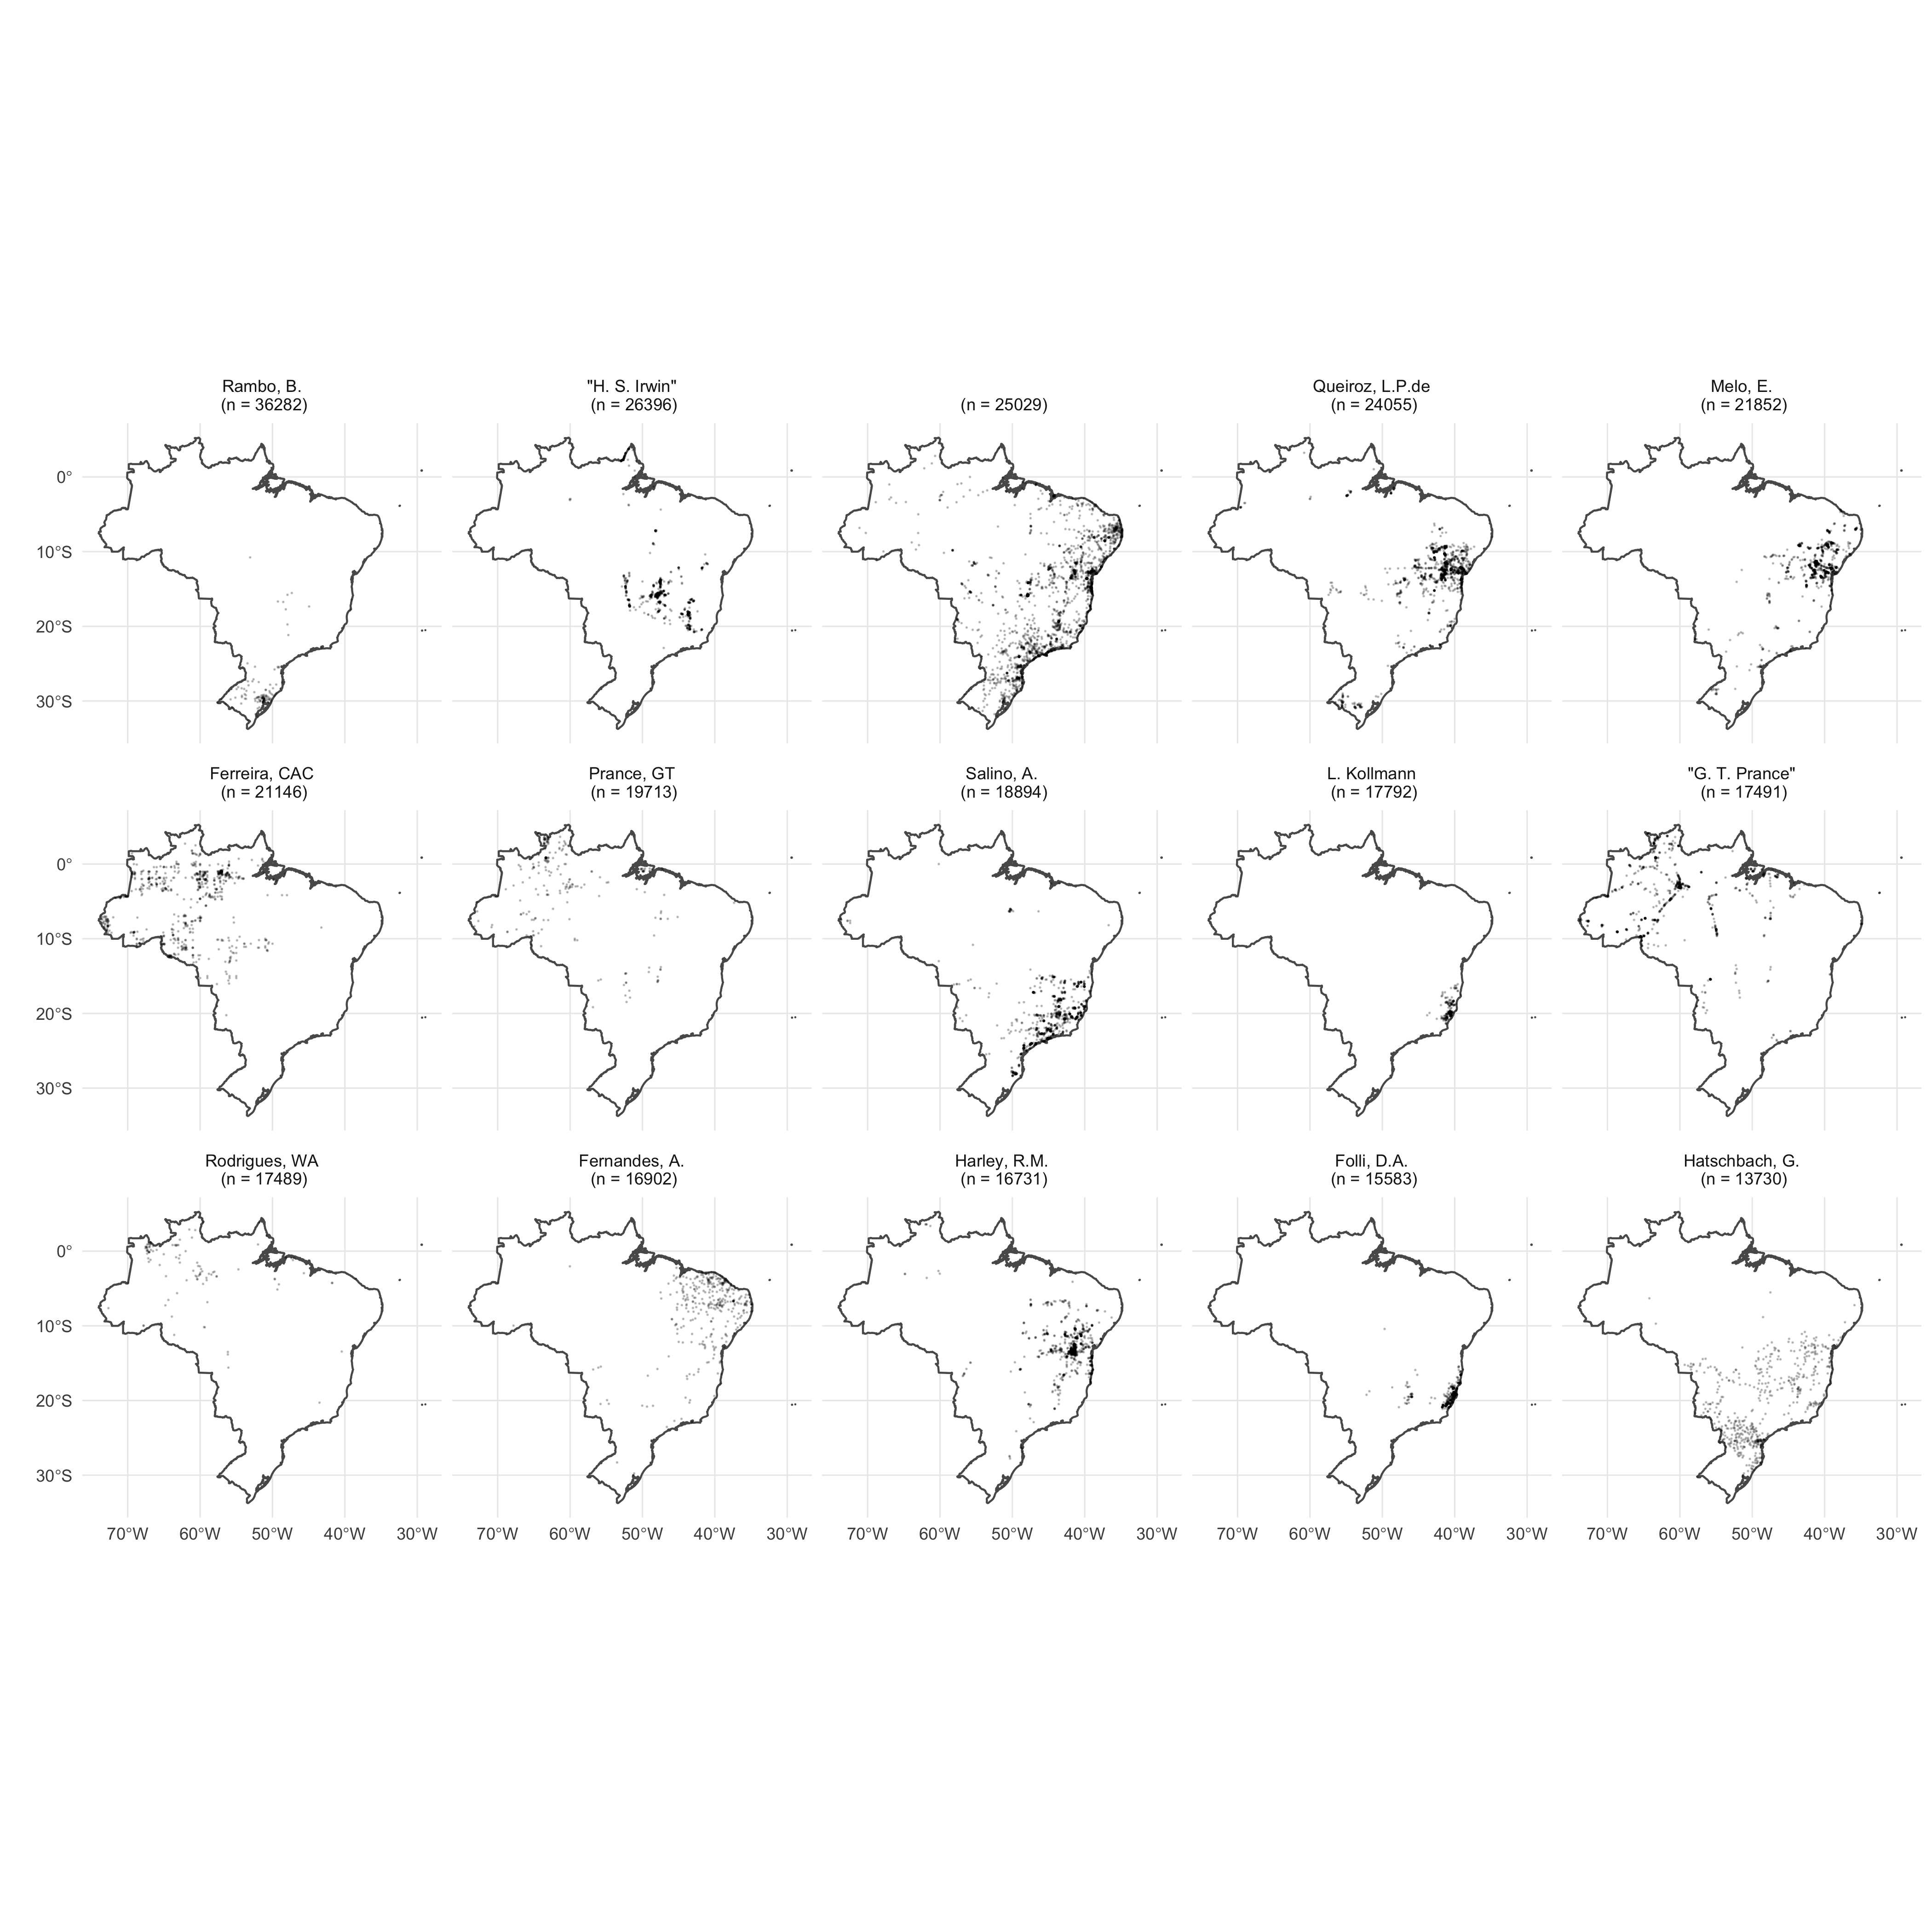 Rambo, B.
(n = 36282)
"H. S. Irwin"
(n = 26396)
(n = 25029)
Queiroz, L.P.de
(n = 24055)
Melo, E.
(n = 21852)
0°
10°S
20°S
30°S
Ferreira, CAC
(n = 21146)
Prance, GT
(n = 19713)
Salino, A.
(n = 18894)
L. Kollmann
(n = 17792)
"G. T. Prance"
(n = 17491)
0°
10°S
20°S
30°S
Rodrigues, WA
(n = 17489)
Fernandes, A.
(n = 16902)
Harley, R.M.
(n = 16731)
Folli, D.A.
(n = 15583)
Hatschbach, G.
(n = 13730)
0°
10°S
20°S
30°S
70°W 60°W 50°W 40°W 30°W
70°W 60°W 50°W 40°W 30°W
70°W 60°W 50°W 40°W 30°W
70°W 60°W 50°W 40°W 30°W
70°W 60°W 50°W 40°W 30°W